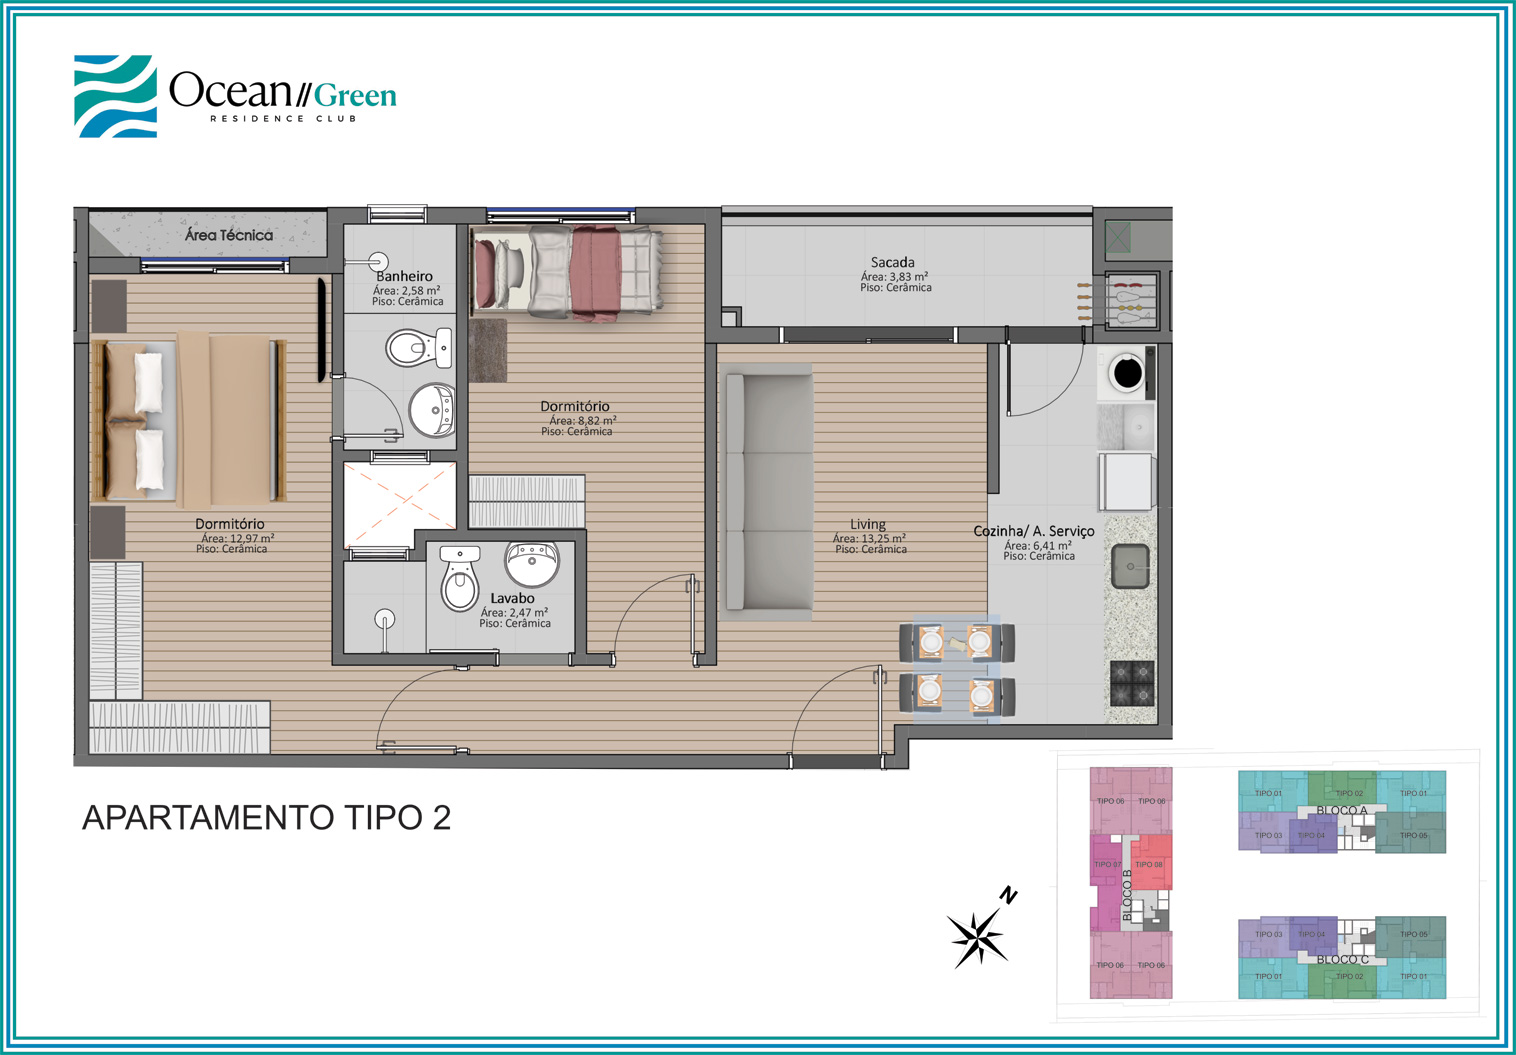 Ocean//Green
RESIDENCE CLUB
Área Técnica
Banheiro
Área: 2,58 m²
Piso: Cerâmica
Sacada
Área: 3,83 m²
Piso: Cerâmica
Dormitório
Área: 8,82 m²
Piso: Cerâmica
Dormitório
Área: 12,97 m²
Piso: Cerâmica
Living
Área: 13,25 m²
Piso: Cerâmica
Cozinha/ A. Serviço
Área: 6,41 m²
Piso: Cerâmica
Lavabo
Área: 2,47 m²
Piso: Cerâmica
APARTAMENTO TIPO 2
N
TIPO 06
TIPO 06
TIPO 07
TIPO 08
BLOCO B
TIPO 06
TIPO 06
TIPO 01
TIPO 02
TIPO 01
BLOCO A
TIPO 03
TIPO 04
TIPO 05
TIPO 03
TIPO 04
TIPO 05
BLOCO C
TIPO 01
TIPO 02
TIPO 01